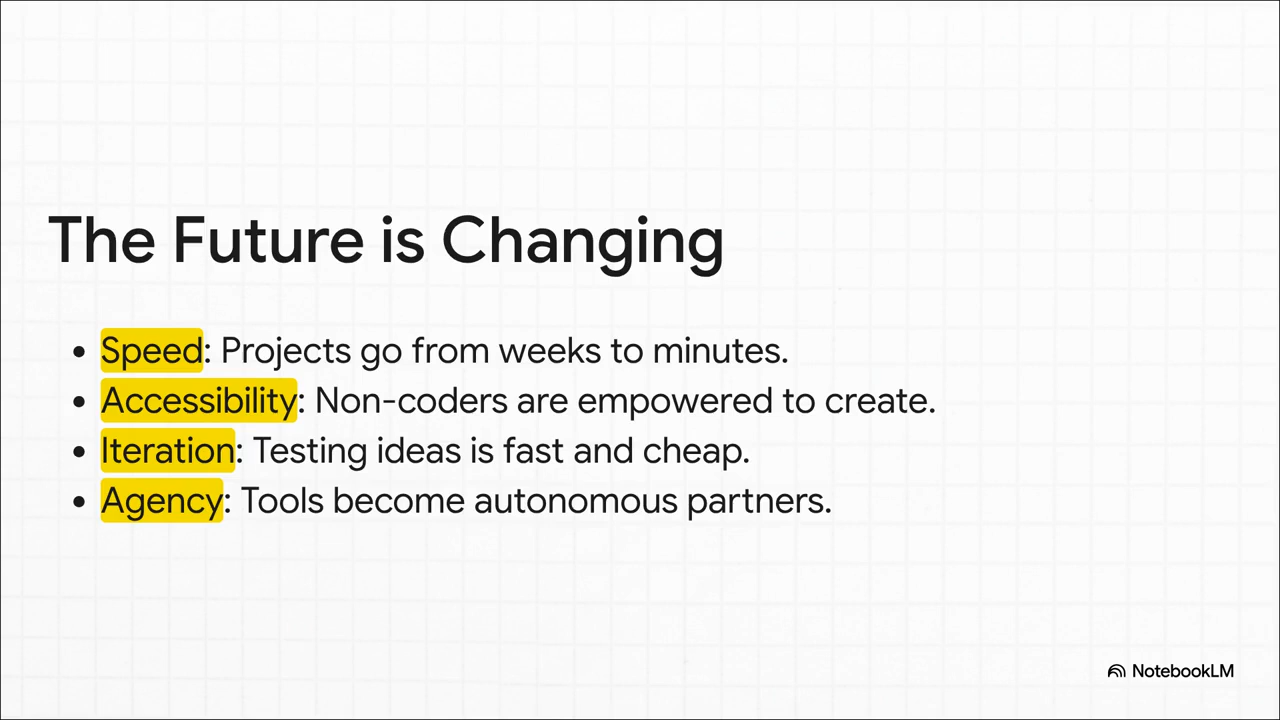 The Future is Changing
• Speed: Projects go from weeks to minutes.
• Accessibility: Non-coders are empowered to create.
• Iteration: Testing ideas is fast and cheap.
• Agency: Tools become autonomous partners.
NotebookLM